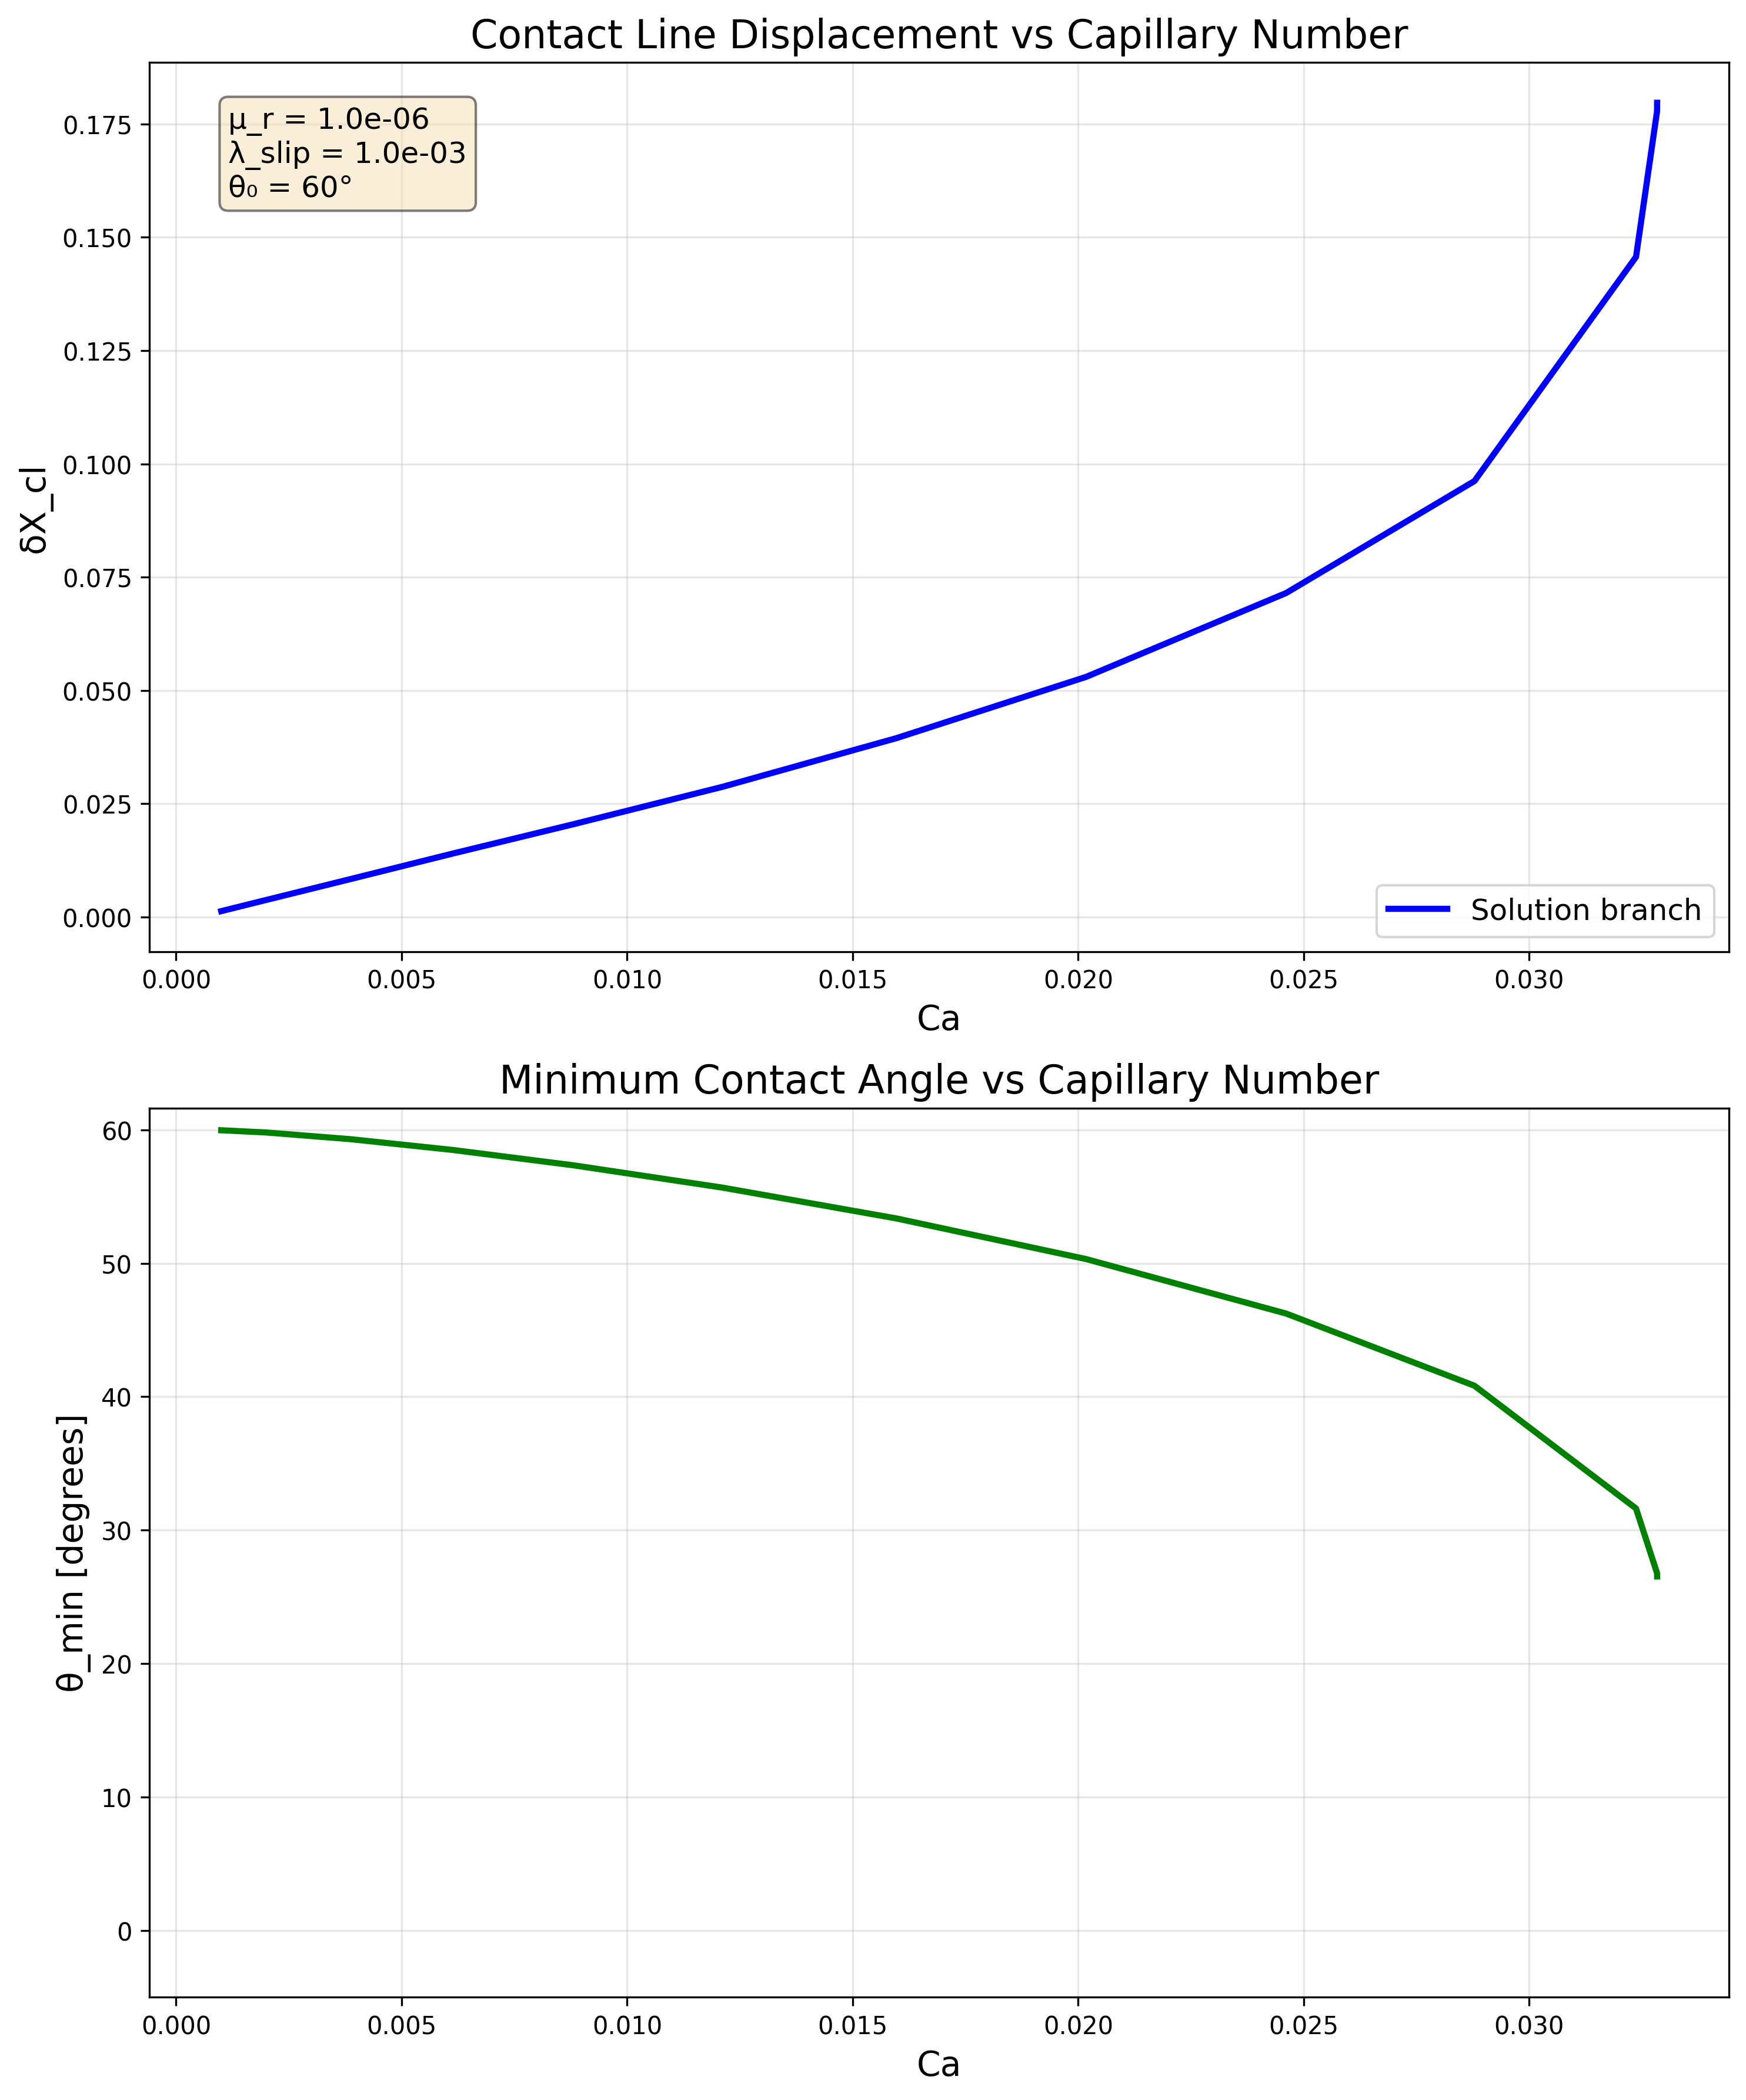 Contact Line Displacement vs Capillary Number
μ_r = 1.0e-06
λ_slip = 1.0e-03
θ₀ = 60°
0.175
0.150
0.125
0.100
0.075
0.050
0.025
0.000
δX_cl
Solution branch
0.000 0.005 0.010 0.015 0.020 0.025 0.030
Ca
Minimum Contact Angle vs Capillary Number
60
50
40
30
20
10
0
θ_min [degrees]
0.000 0.005 0.010 0.015 0.020 0.025 0.030
Ca